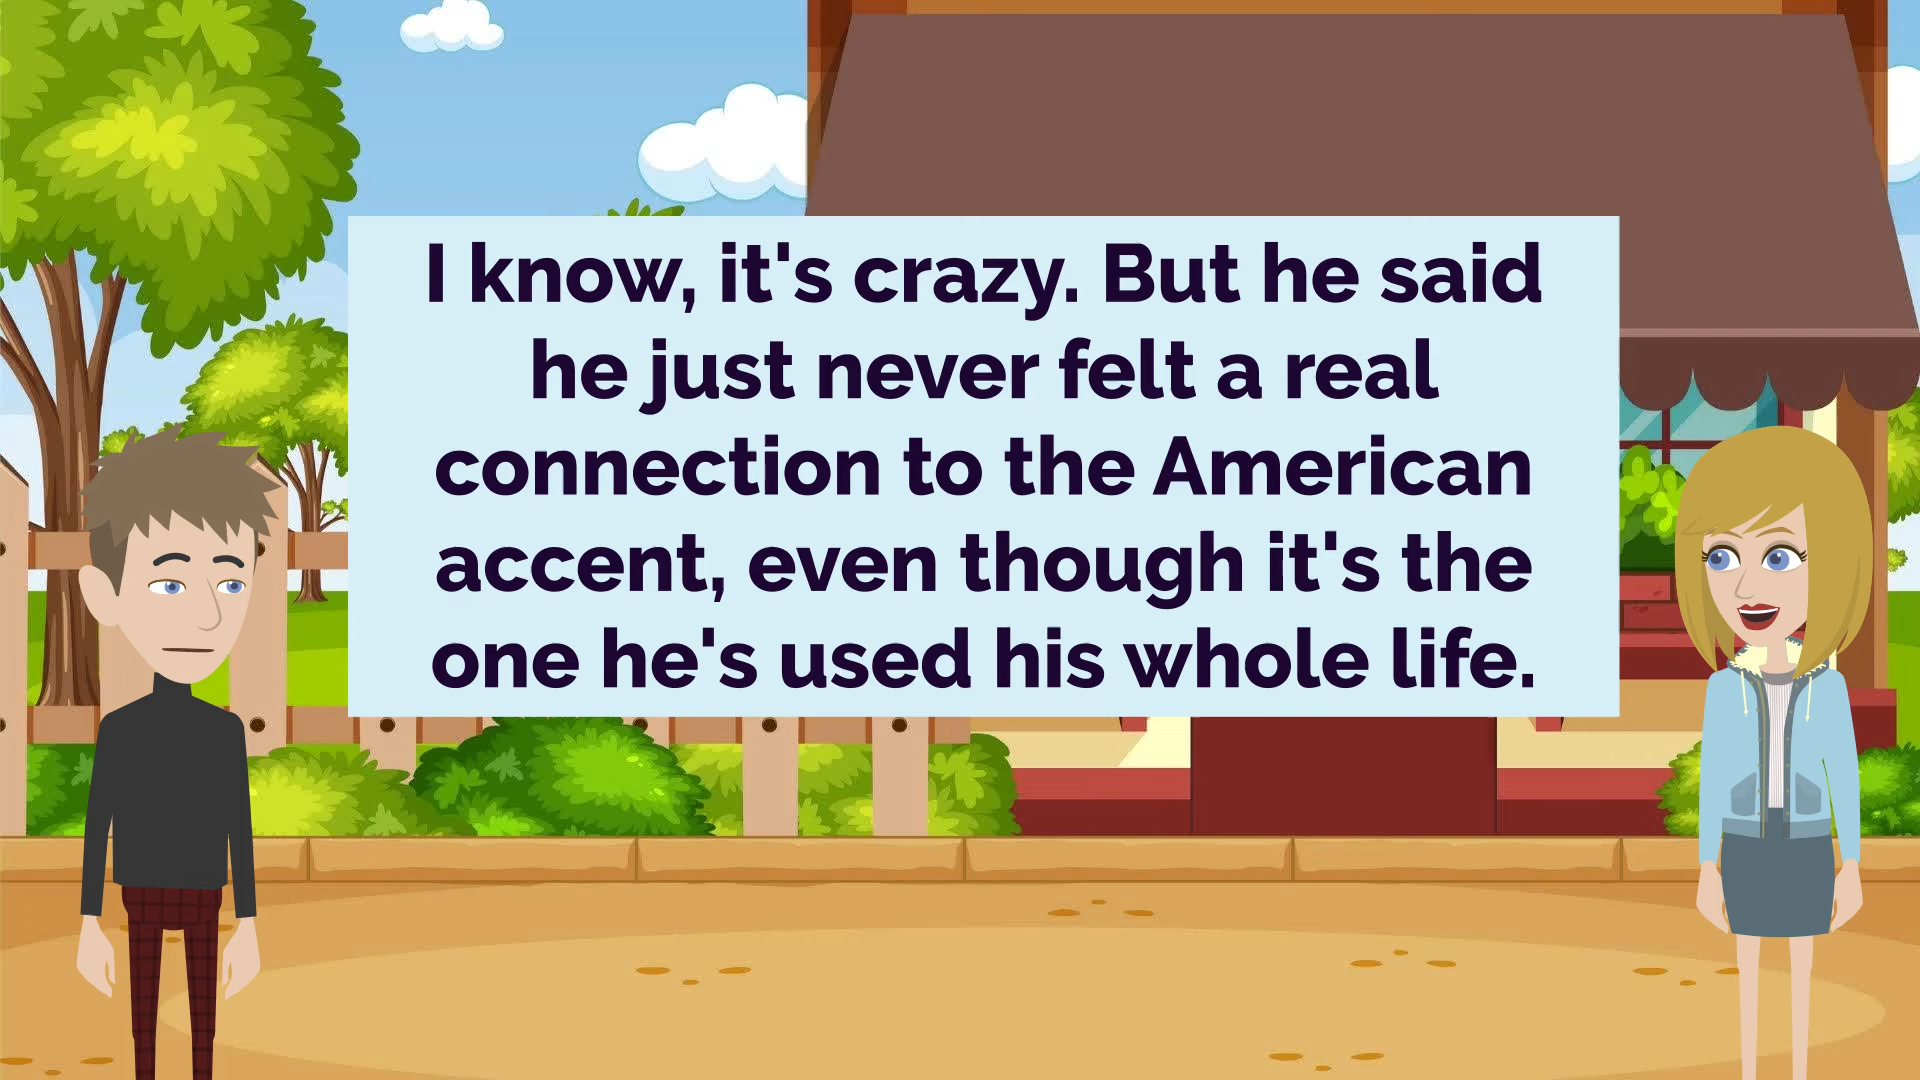 I know, it's crazy. But he said
he just never felt a real
connection to the American
accent, even though it's the
one he's used his whole life.